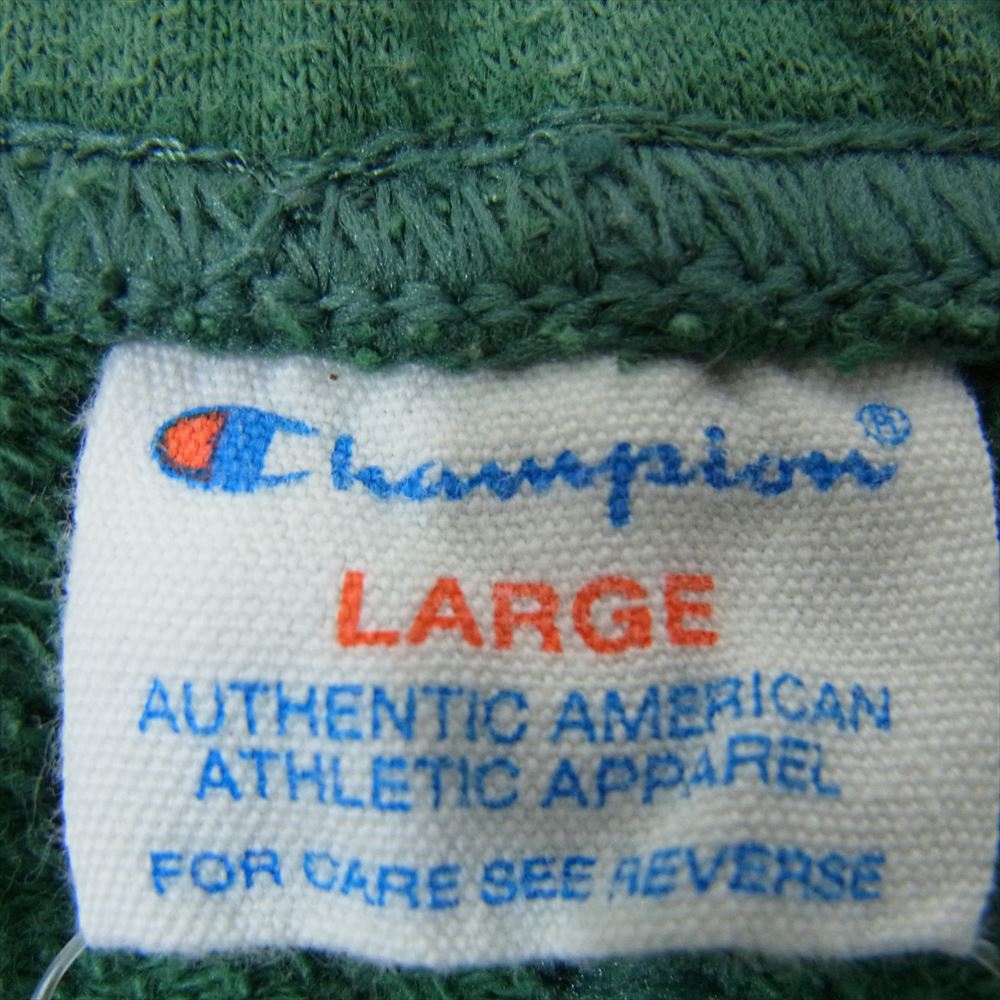 Champion®
LARGE
AUTHENTIC AMERICAN
ATHLETIC APPAREL
FOR CARE SEE REVERSE